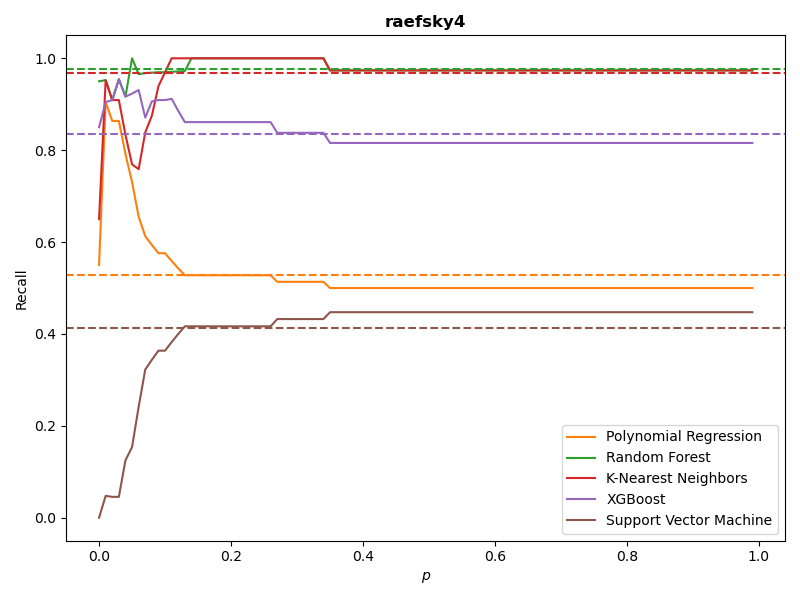 raefsky4
Recall
1.0
0.8
0.6
0.4
0.2
0.0
0.0 0.2 0.4 0.6 0.8 1.0
p
Polynomial Regression
Random Forest
K-Nearest Neighbors
XGBoost
Support Vector Machine